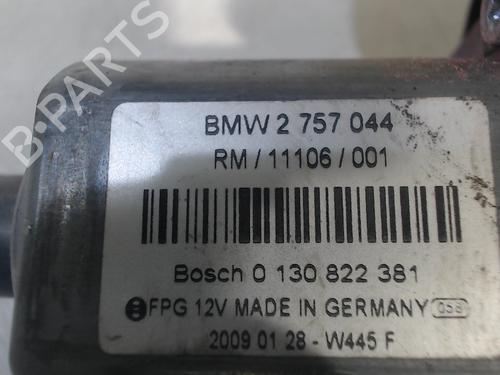 B-PARTS
BMW 2 757 044
RM / 11106 / 001
Bosch 0 130 822 381
FPG 12V MADE IN GERMANY 058
2009 01 28 - W445 F